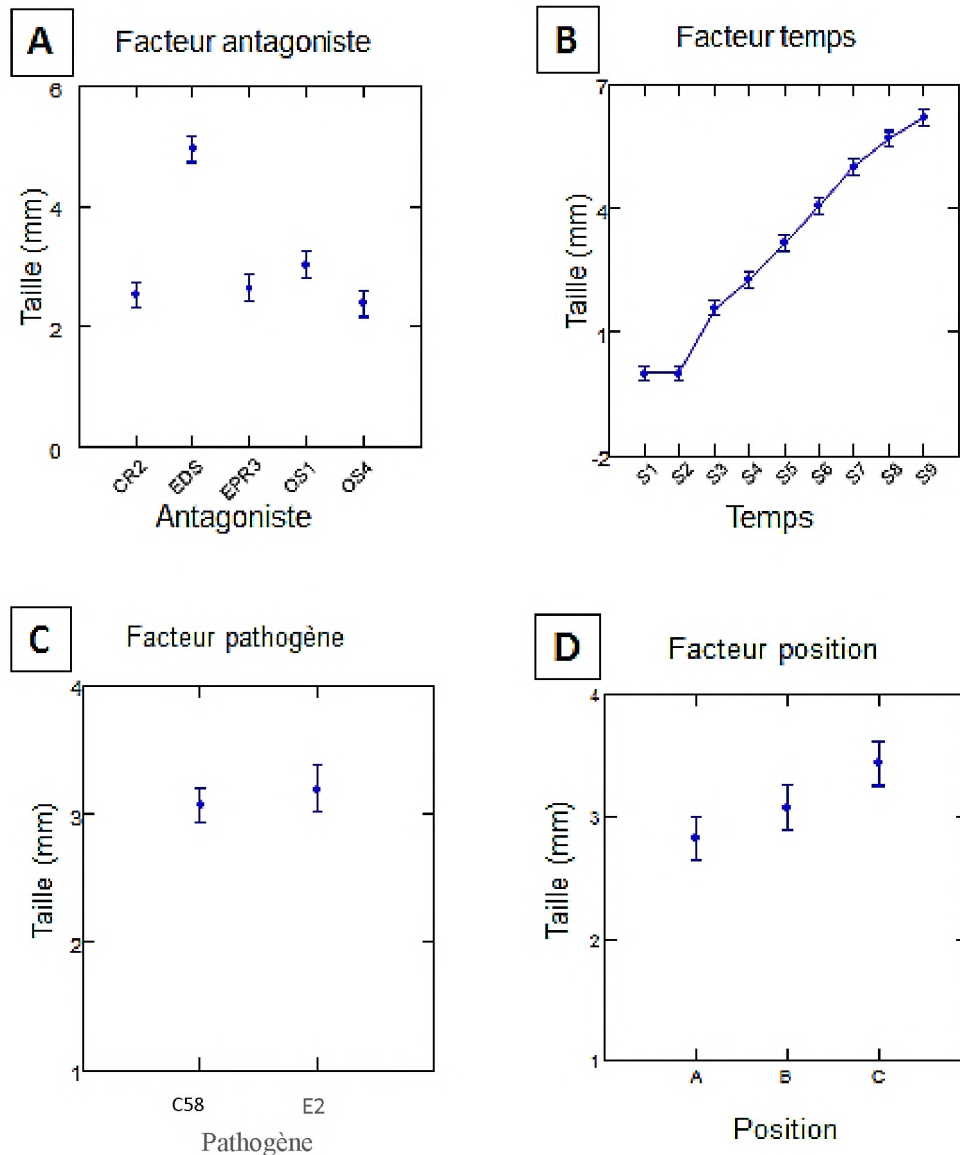 A
Facteur antagoniste
6
4
2
0
Taille (mm)
CR2
EDS
EPR3
OS1
OS4
Antagoniste
B
Facteur temps
7
4
1
-2
Taille (mm)
S1
S2
S3
S4
S5
S6
S7
S8
S9
Temps
C
Facteur pathogène
4
3
2
1
Taille (mm)
C58
E2
Pathogène
D
Facteur position
4
3
2
1
Taille (mm)
A
B
C
Position